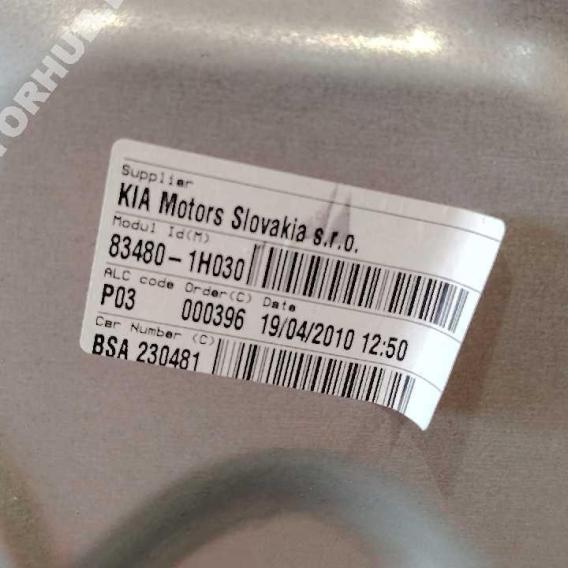 Supplier
KIA Motors Slovakia s.r.o.
Modul Id(M)
83480-1H030
ALC code Order(C) Date
P03 000396 19/04/2010 12:50
Car Number (C)
BSA 230481